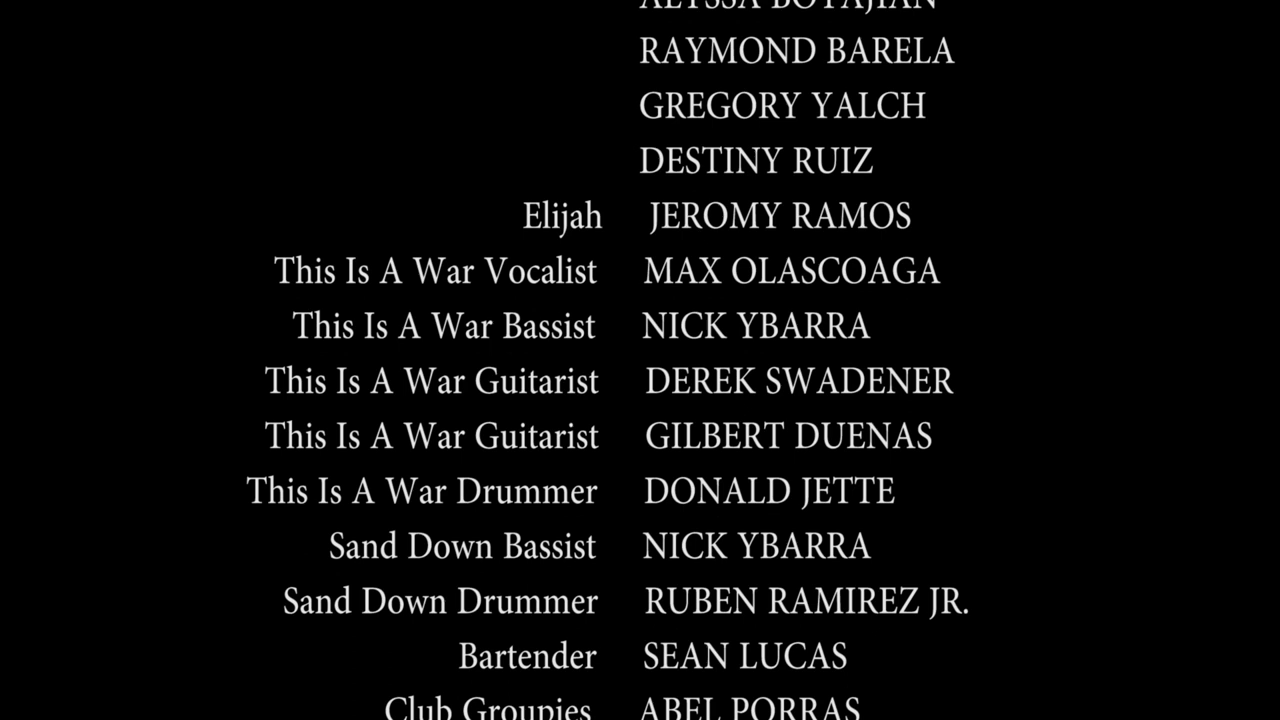 ALYSSA BOYAJIAN
RAYMOND BARELA
GREGORY YALCH
DESTINY RUIZ
Elijah JEROMY RAMOS
This Is A War Vocalist MAX OLASCOAGA
This Is A War Bassist NICK YBARRA
This Is A War Guitarist DEREK SWADENER
This Is A War Guitarist GILBERT DUENAS
This Is A War Drummer DONALD JETTE
Sand Down Bassist NICK YBARRA
Sand Down Drummer RUBEN RAMIREZ JR.
Bartender SEAN LUCAS
Club Groupies ABEL PORRAS